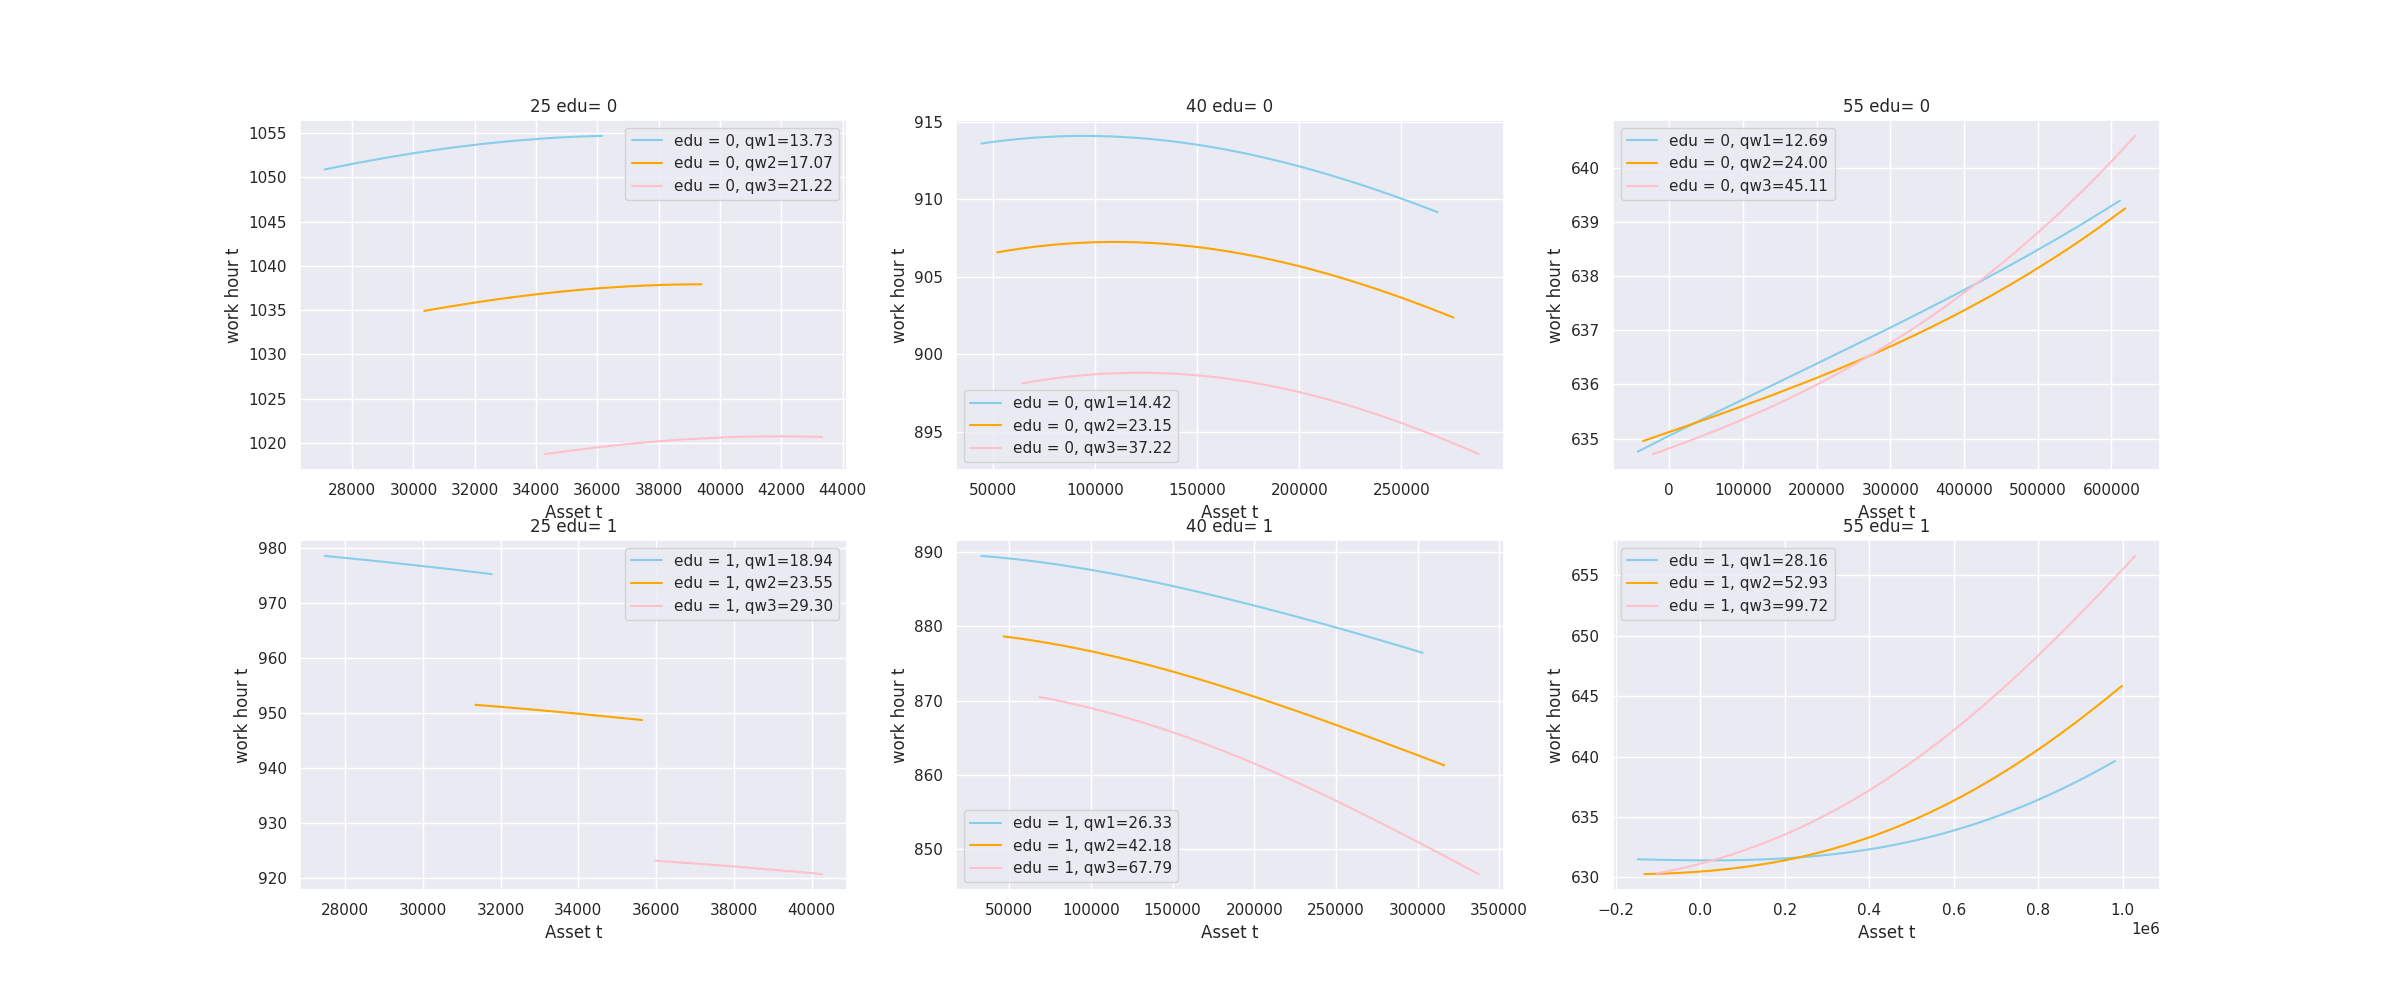 25 edu= 0
1055
1050
1045
1040
1035
1030
1025
1020
work hour t
edu = 0, qw1=13.73
edu = 0, qw2=17.07
edu = 0, qw3=21.22
28000 30000 32000 34000 36000 38000 40000 42000 44000
Asset t
40 edu= 0
915
910
905
900
895
work hour t
edu = 0, qw1=14.42
edu = 0, qw2=23.15
edu = 0, qw3=37.22
50000 100000 150000 200000 250000
Asset t
55 edu= 0
640
639
638
637
636
635
work hour t
edu = 0, qw1=12.69
edu = 0, qw2=24.00
edu = 0, qw3=45.11
0 100000 200000 300000 400000 500000 600000
Asset t
25 edu= 1
980
970
960
950
940
930
920
work hour t
edu = 1, qw1=18.94
edu = 1, qw2=23.55
edu = 1, qw3=29.30
28000 30000 32000 34000 36000 38000 40000
Asset t
40 edu= 1
890
880
870
860
850
work hour t
edu = 1, qw1=26.33
edu = 1, qw2=42.18
edu = 1, qw3=67.79
50000 100000 150000 200000 250000 300000 350000
Asset t
55 edu= 1
655
650
645
640
635
630
work hour t
edu = 1, qw1=28.16
edu = 1, qw2=52.93
edu = 1, qw3=99.72
−0.2 0.0 0.2 0.4 0.6 0.8 1.0
1e6
Asset t